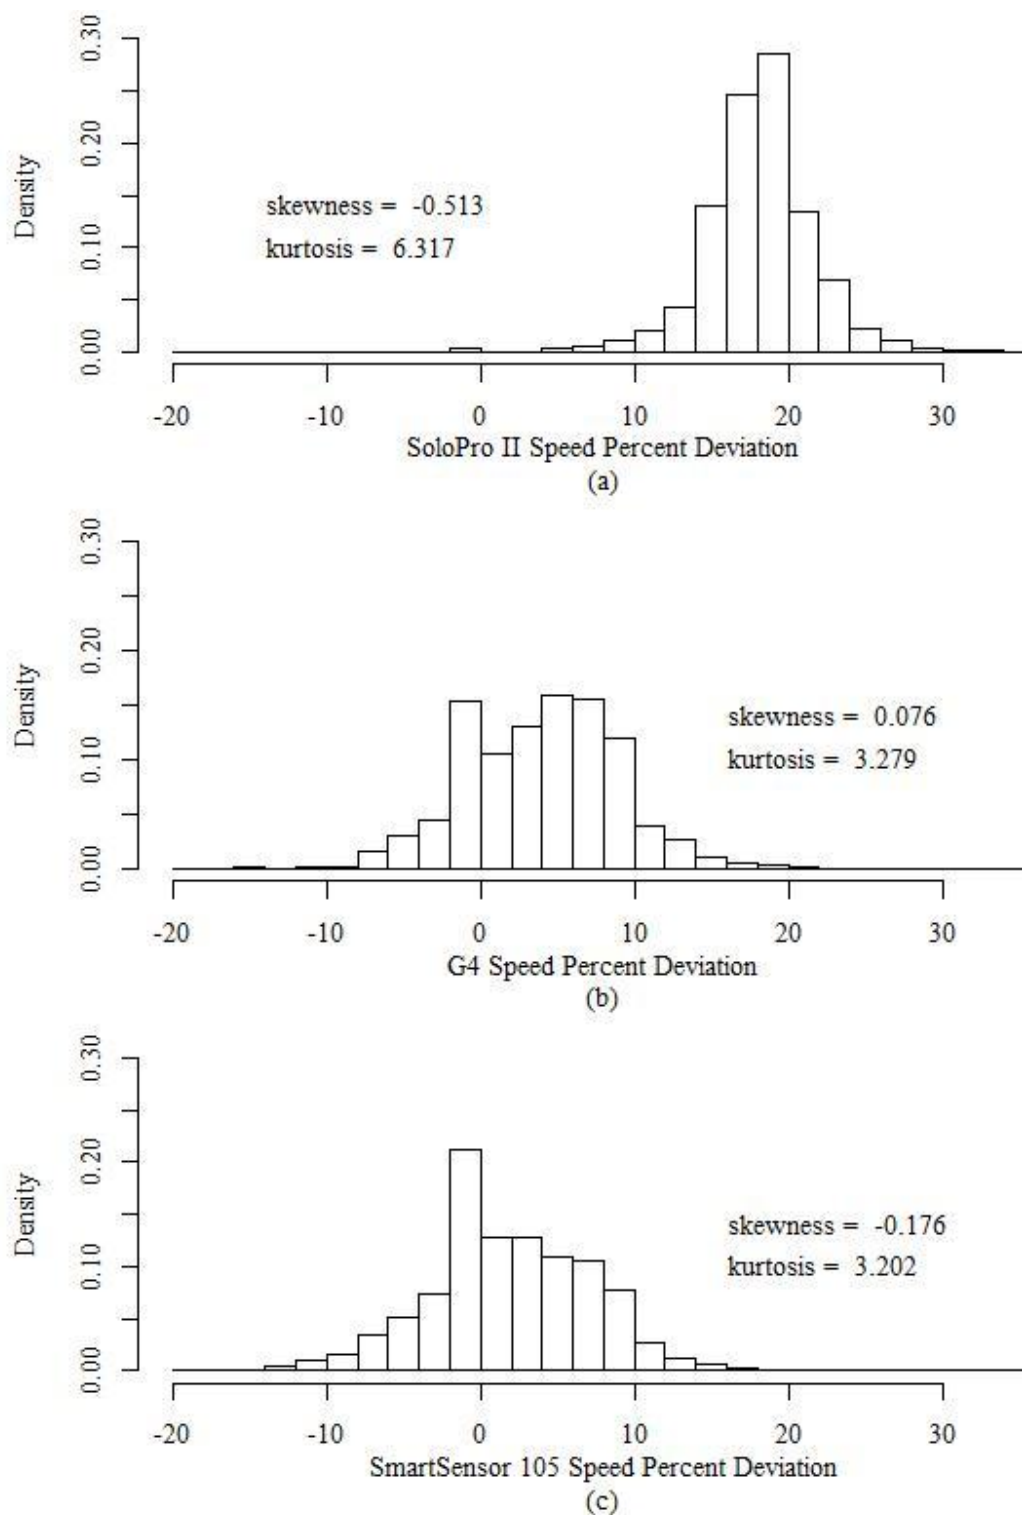 0.30
0.20
0.10
0.00
Density
skewness = -0.513
kurtosis = 6.317
-20 -10 0 10 20 30
SoloPro II Speed Percent Deviation
(a)
0.30
0.20
0.10
0.00
Density
skewness = 0.076
kurtosis = 3.279
-20 -10 0 10 20 30
G4 Speed Percent Deviation
(b)
0.30
0.20
0.10
0.00
Density
skewness = -0.176
kurtosis = 3.202
-20 -10 0 10 20 30
SmartSensor 105 Speed Percent Deviation
(c)